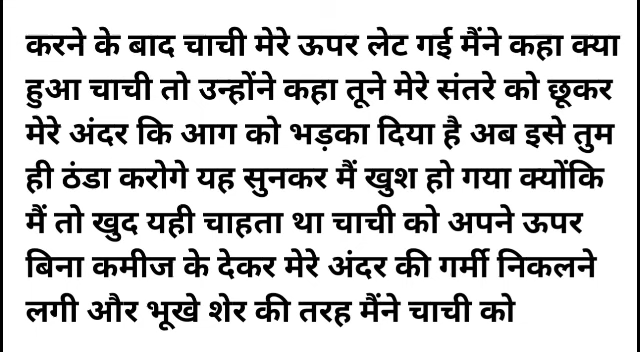 करने के बाद चाची मेरे ऊपर लेट गई मैंने कहा क्या
हुआ चाची तो उन्होंने कहा तूने मेरे संतरे को छूकर
मेरे अंदर कि आग को भड़का दिया है अब इसे तुम
ही ठंडा करोगे यह सुनकर मैं खुश हो गया क्योंकि
मैं तो खुद यही चाहता था चाची को अपने ऊपर
बिना कमीज के देकर मेरे अंदर की गर्मी निकलने
लगी और भूखे शेर की तरह मैंने चाची को